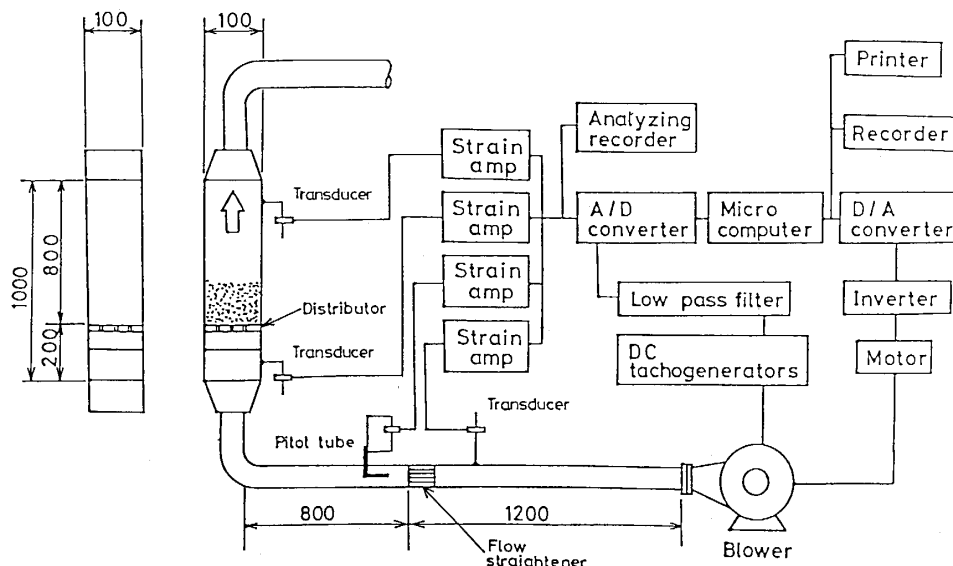 100
100
Printer
Analyzing
recorder
Recorder
Strain
amp
Transducer
Strain
amp
A/D
converter
Micro
computer
D/A
converter
1000
800
200
Strain
amp
Distributor
Low pass filter
Inverter
Transducer
Strain
amp
DC
tachogenerators
Motor
Transducer
Pitot tube
800
1200
Flow
straightener
Blower